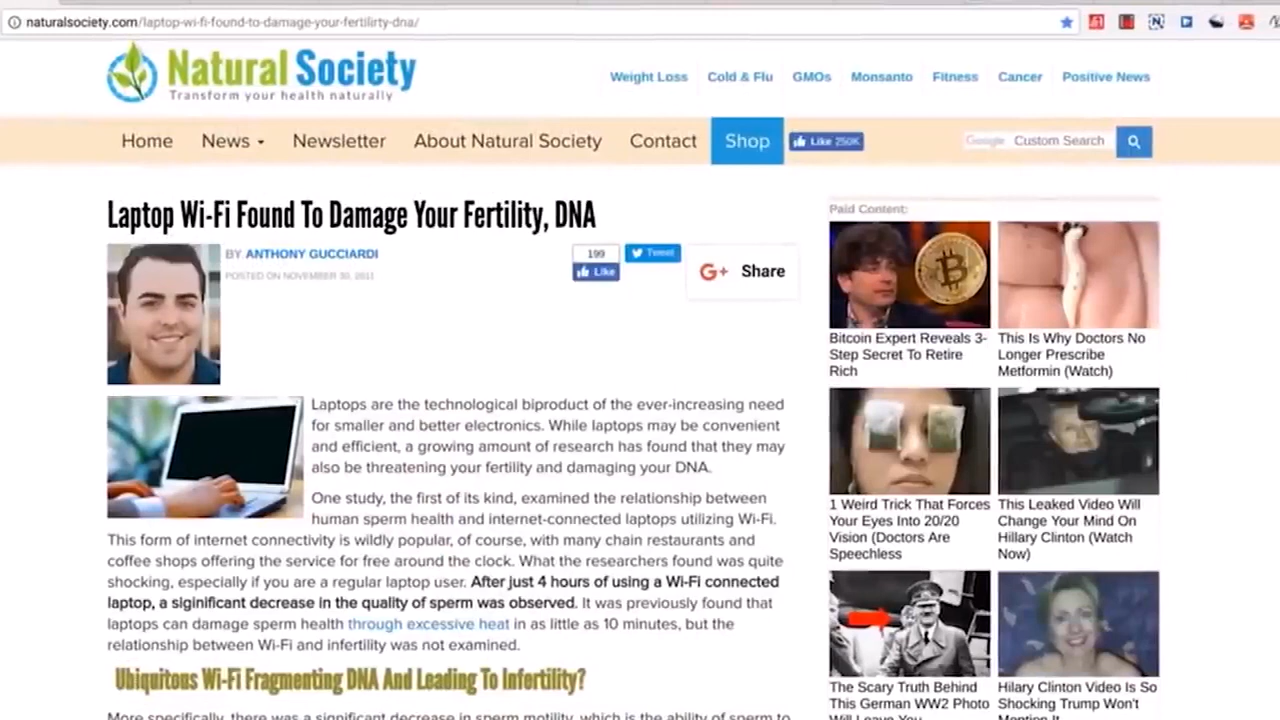 naturalsociety.com/laptop-wi-fi-found-to-damage-your-fertilirty-dna/
Natural Society
Transform your health naturally
Weight Loss
Cold & Flu
GMOs
Monsanto
Fitness
Cancer
Positive News
Home
News
Newsletter
About Natural Society
Contact
Shop
Like 250K
Google Custom Search
Laptop Wi-Fi Found To Damage Your Fertility, DNA
BY ANTHONY GUCCIARDI
POSTED ON NOVEMBER 30, 2011
199
Like
Tweet
G+ Share
Laptops are the technological biproduct of the ever-increasing need
for smaller and better electronics. While laptops may be convenient
and efficient, a growing amount of research has found that they may
also be threatening your fertility and damaging your DNA.
One study, the first of its kind, examined the relationship between
human sperm health and internet-connected laptops utilizing Wi-Fi.
This form of internet connectivity is wildly popular, of course, with many chain restaurants and
coffee shops offering the service for free around the clock. What the researchers found was quite
shocking, especially if you are a regular laptop user. After just 4 hours of using a Wi-Fi connected
laptop, a siginificant decrease in the quality of sperm was observed. It was previously found that
laptops can damage sperm health through excessive heat in as little as 10 minutes, but the
relationship between Wi-Fi and infertility was not examined.
Ubiquitous Wi-Fi Fragmenting DNA And Leading To Infertility?
More specifically, there was a significant decrease in sperm motility, which is the ability of sperm to
Paid Content:
Bitcoin Expert Reveals 3-
Step Secret To Retire
Rich
This Is Why Doctors No
Longer Prescribe
Metformin (Watch)
1 Weird Trick That Forces
Your Eyes Into 20/20
Vision (Doctors Are
Speechless
This Leaked Video Will
Change Your Mind On
Hillary Clinton (Watch
Now)
The Scary Truth Behind
This German WW2 Photo
Will Leave You
Hilary Clinton Video Is So
Shocking Trump Won't
Mention It